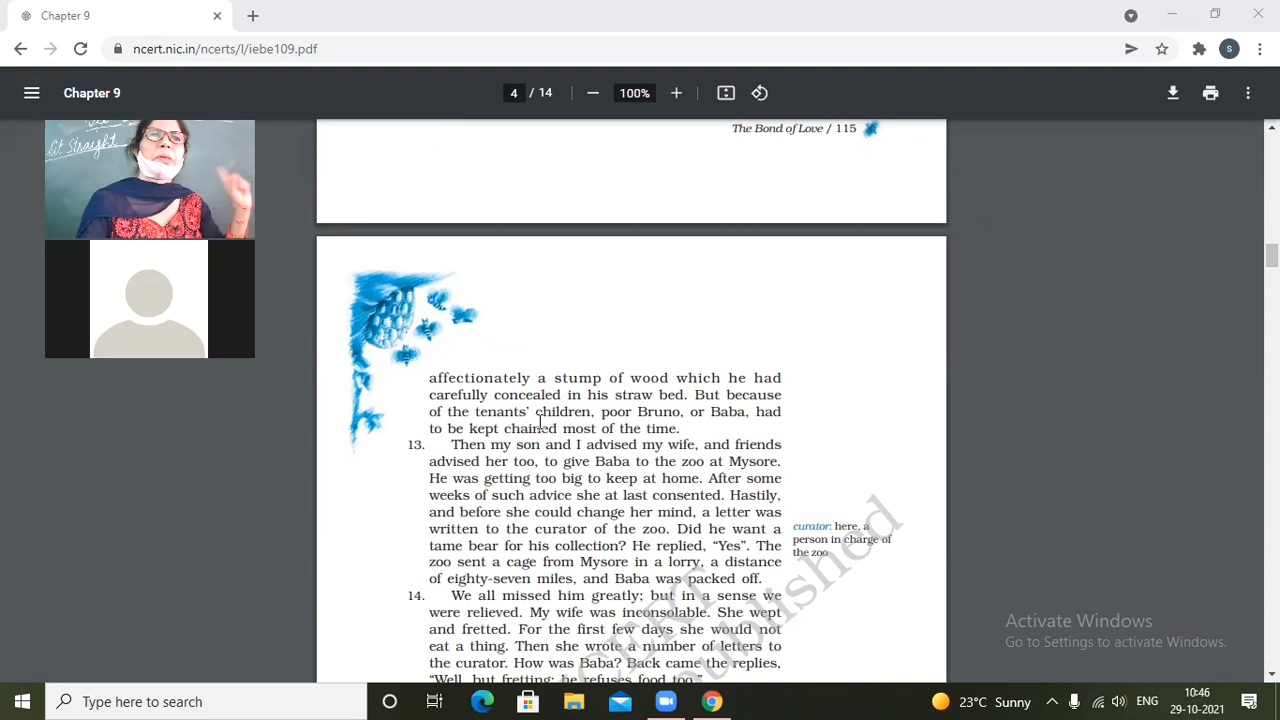 Chapter 9
ncert.nic.in/ncerts/l/iebe109.pdf
S
Chapter 9
4 / 14
100%
At Straight
The Bond of Love / 115
affectionately a stump of wood which he had
carefully concealed in his straw bed. But because
of the tenants' children, poor Bruno, or Baba, had
to be kept chained most of the time.
13. Then my son and I advised my wife, and friends
advised her too, to give Baba to the zoo at Mysore.
He was getting too big to keep at home. After some
weeks of such advice she at last consented. Hastily,
and before she could change her mind, a letter was
written to the curator of the zoo. Did he want a
tame bear for his collection? He replied, “Yes”. The
zoo sent a cage from Mysore in a lorry, a distance
of eighty-seven miles, and Baba was packed off.
curator: here, a
person in charge of
the zoo
14. We all missed him greatly; but in a sense we
were relieved. My wife was inconsolable. She wept
and fretted. For the first few days she would not
eat a thing. Then she wrote a number of letters to
the curator. How was Baba? Back came the replies,
“Well, but fretting; he refuses food too.”
CERT
published
Activate Windows
Go to Settings to activate Windows.
Type here to search
23°C Sunny
ENG
10:46
29-10-2021